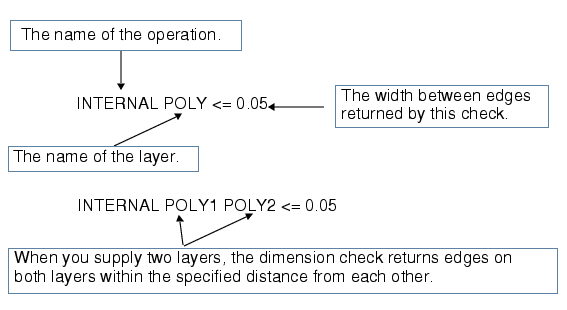 The name of the operation.
INTERNAL POLY <= 0.05
The width between edges
returned by this check.
The name of the layer.
INTERNAL POLY1 POLY2 <= 0.05
When you supply two layers, the dimension check returns edges on
both layers within the specified distance from each other.